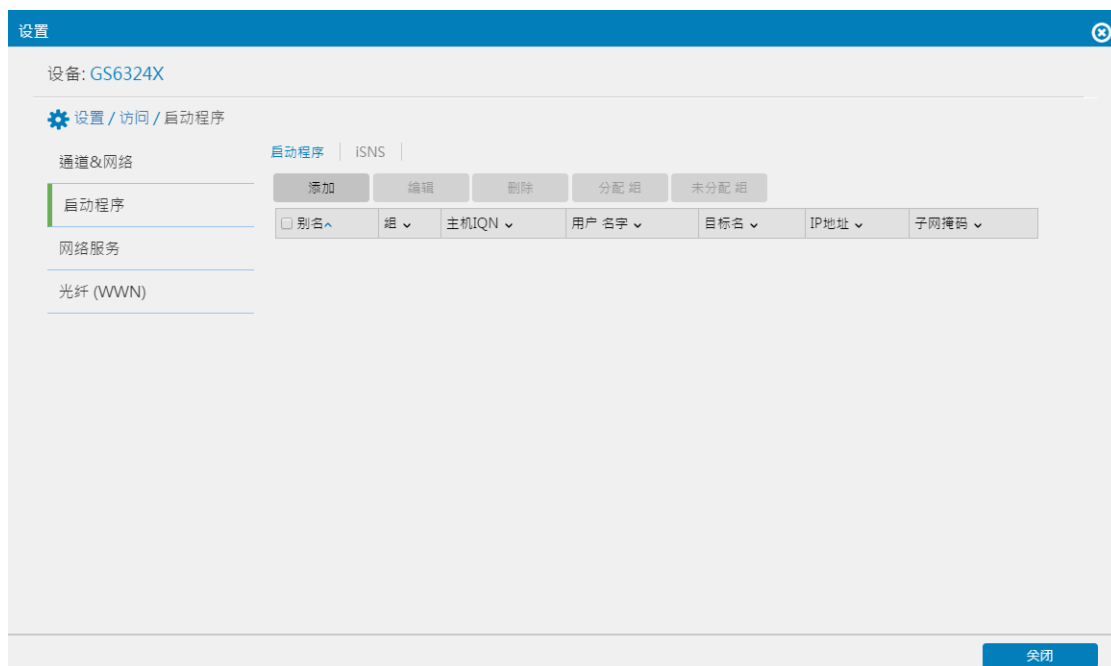 设置
设备: GS6324X
设置 / 访问 / 启动程序
通道&网络
启动程序
网络服务
光纤 (WWN)
启动程序 iSNS
添加 编辑 删除 分配 组 未分配 组
别名 组 主机IQN 用户 名字 目标名 IP地址 子网掩码
关闭